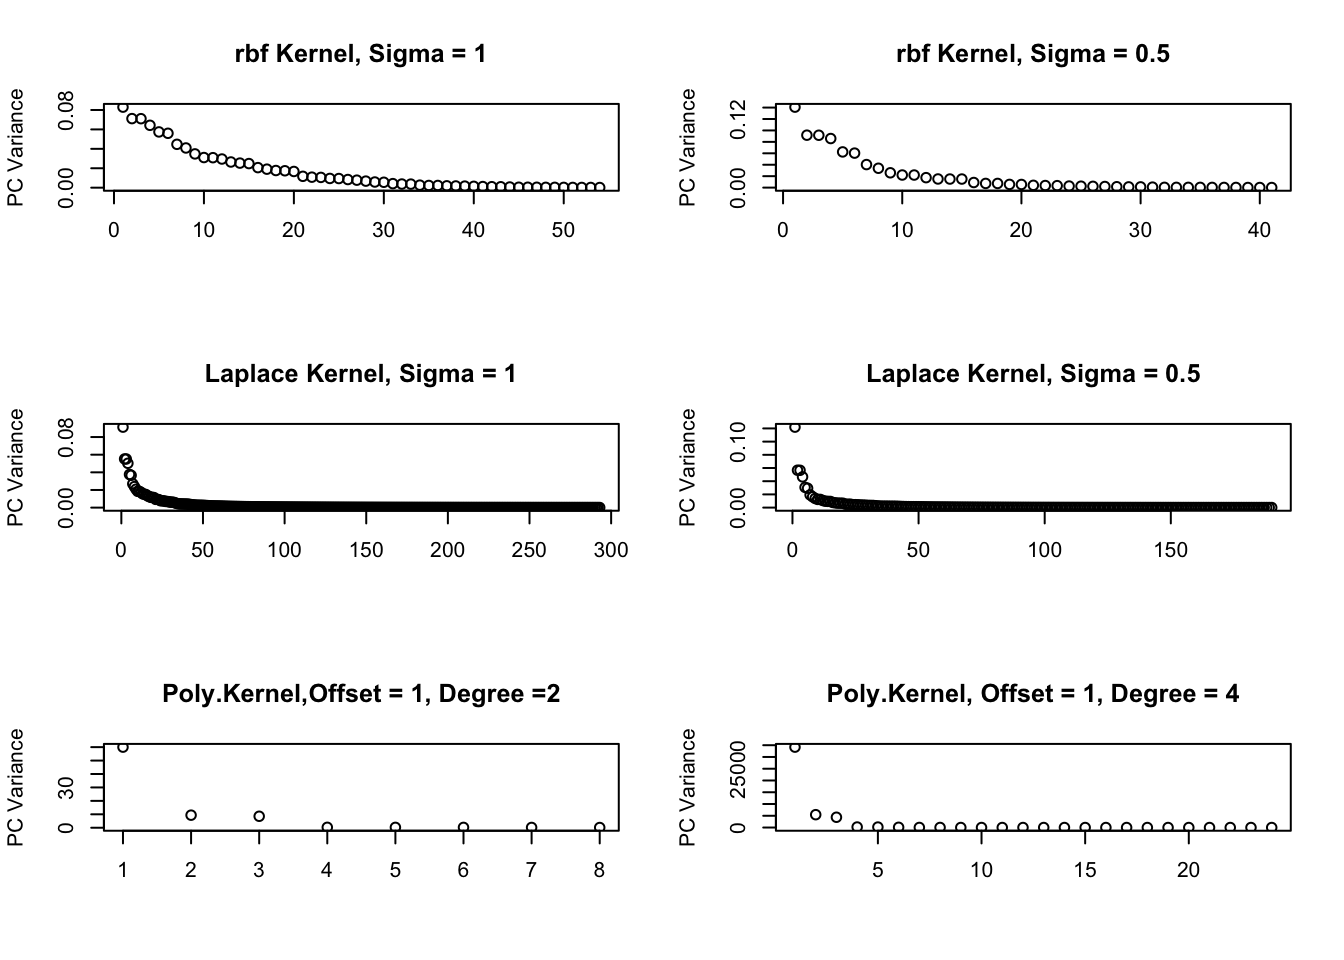 rbf Kernel, Sigma = 1
PC Variance
0.00 0.08
0 10 20 30 40 50
rbf Kernel, Sigma = 0.5
PC Variance
0.00 0.12
0 10 20 30 40
Laplace Kernel, Sigma = 1
PC Variance
0.00 0.08
0 50 100 150 200 250 300
Laplace Kernel, Sigma = 0.5
PC Variance
0.00 0.10
0 50 100 150
Poly.Kernel,Offset = 1, Degree =2
PC Variance
0 30
1 2 3 4 5 6 7 8
Poly.Kernel, Offset = 1, Degree = 4
PC Variance
0 25000
5 10 15 20